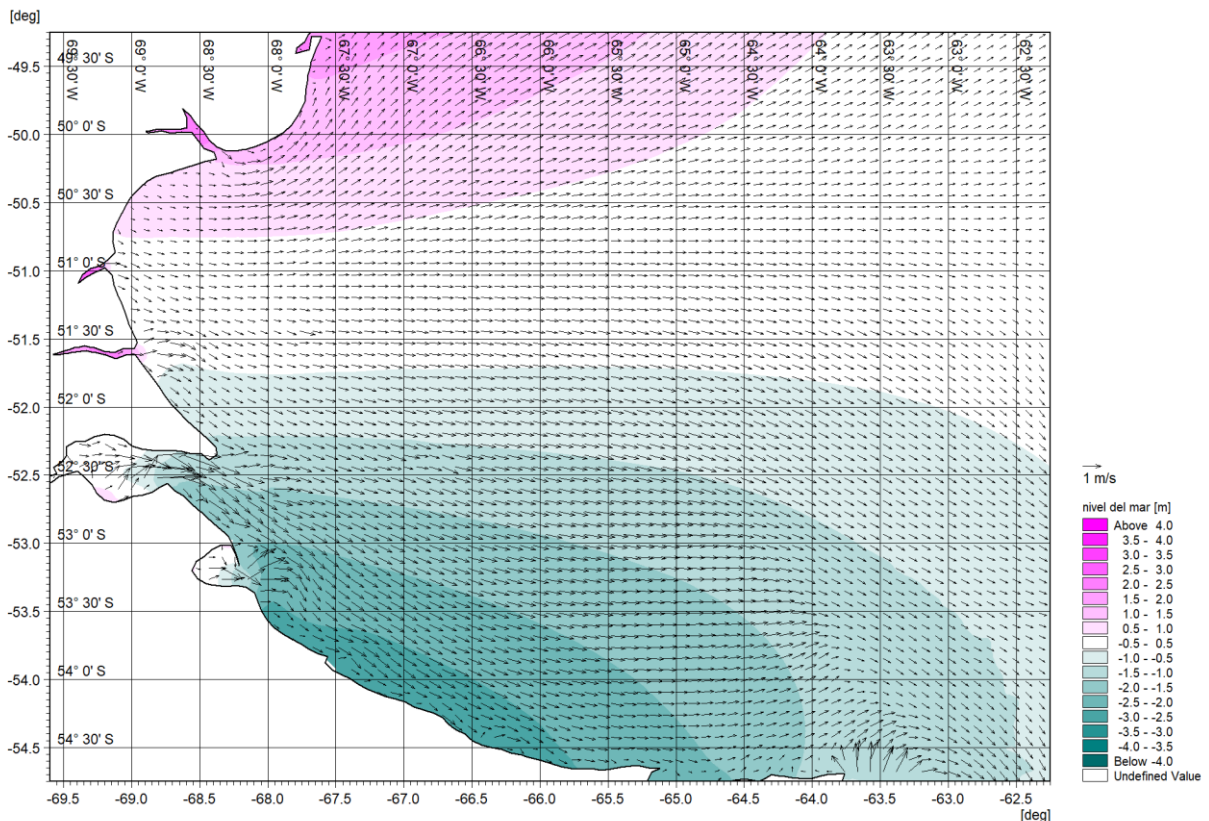 [deg]
69° 30' W
69° 0' W
68° 30' W
68° 0' W
67° 30' W
67° 0' W
66° 30' W
66° 0' W
65° 30' W
65° 0' W
64° 30' W
64° 0' W
63° 30' W
63° 0' W
62° 30' W
-49.5
49° 30' S
-50.0
50° 0' S
-50.5
50° 30' S
-51.0
51° 0' S
-51.5
51° 30' S
-52.0
52° 0' S
-52.5
52° 30' S
-53.0
53° 0' S
-53.5
53° 30' S
-54.0
54° 0' S
-54.5
54° 30' S
-69.5 -69.0 -68.5 -68.0 -67.5 -67.0 -66.5 -66.0 -65.5 -65.0 -64.5 -64.0 -63.5 -63.0 -62.5
[deg]
1 m/s
nivel del mar [m]
Above 4.0
3.5 - 4.0
3.0 - 3.5
2.5 - 3.0
2.0 - 2.5
1.5 - 2.0
1.0 - 1.5
0.5 - 1.0
-0.5 - 0.5
-1.0 - -0.5
-1.5 - -1.0
-2.0 - -1.5
-2.5 - -2.0
-3.0 - -2.5
-3.5 - -3.0
-4.0 - -3.5
Below -4.0
Undefined Value